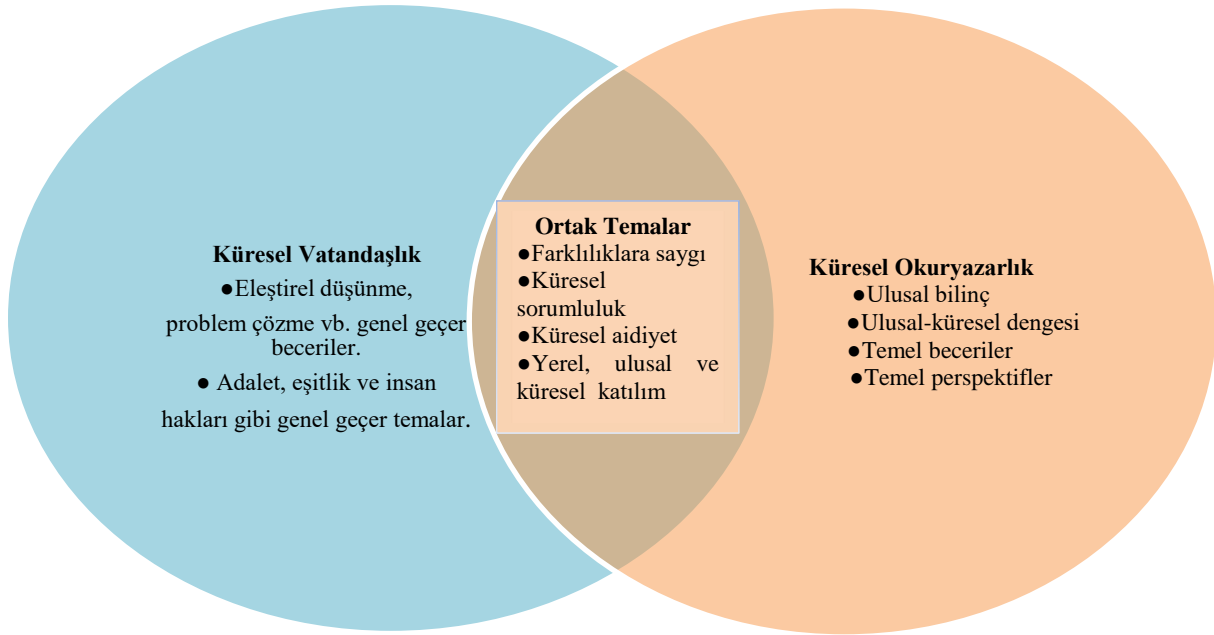 Küresel Vatandaşlık
●Eleştirel düşünme,
problem çözme vb. genel geçer
beceriler.
● Adalet, eşitlik ve insan
hakları gibi genel geçer temalar.
Ortak Temalar
●Farklılıklara saygı
●Küresel
sorumluluk
●Küresel aidiyet
●Yerel, ulusal ve
küresel katılım
Küresel Okuryazarlık
●Ulusal bilinç
●Ulusal-küresel dengesi
●Temel beceriler
●Temel perspektifler